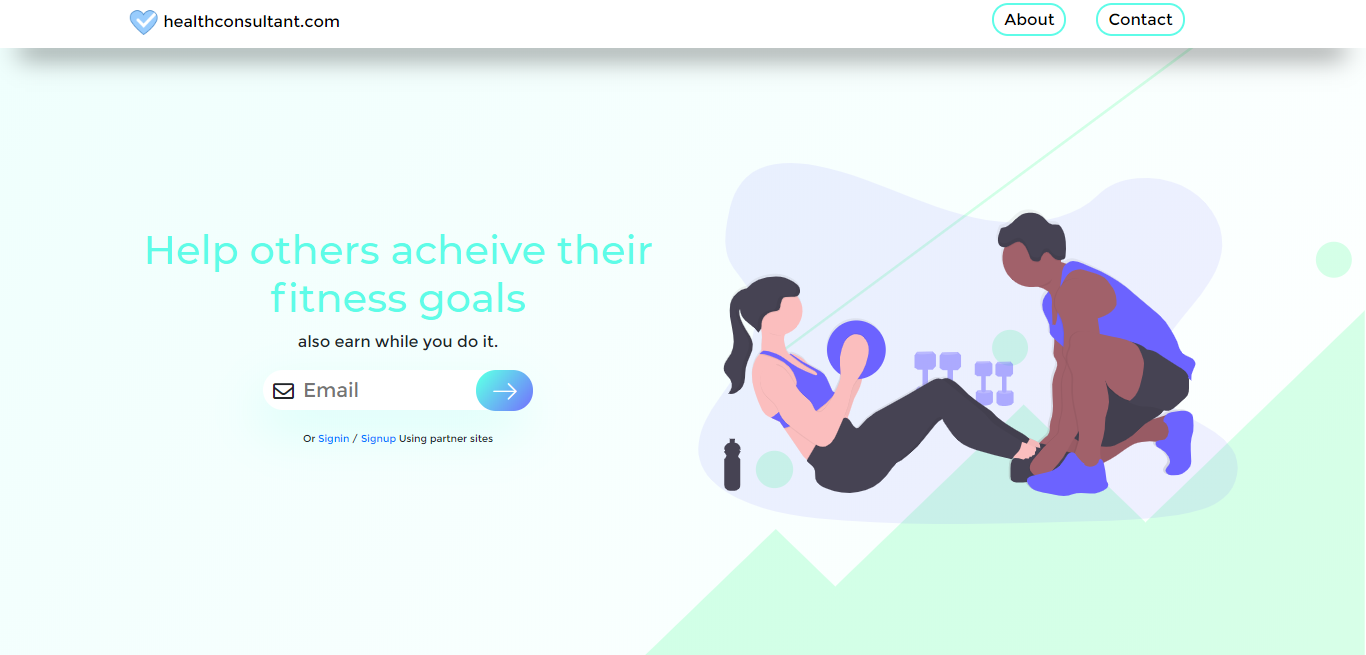 healthconsultant.com
About
Contact
Help others acheive their
fitness goals
also earn while you do it.
Email
Or Signin / Signup Using partner sites